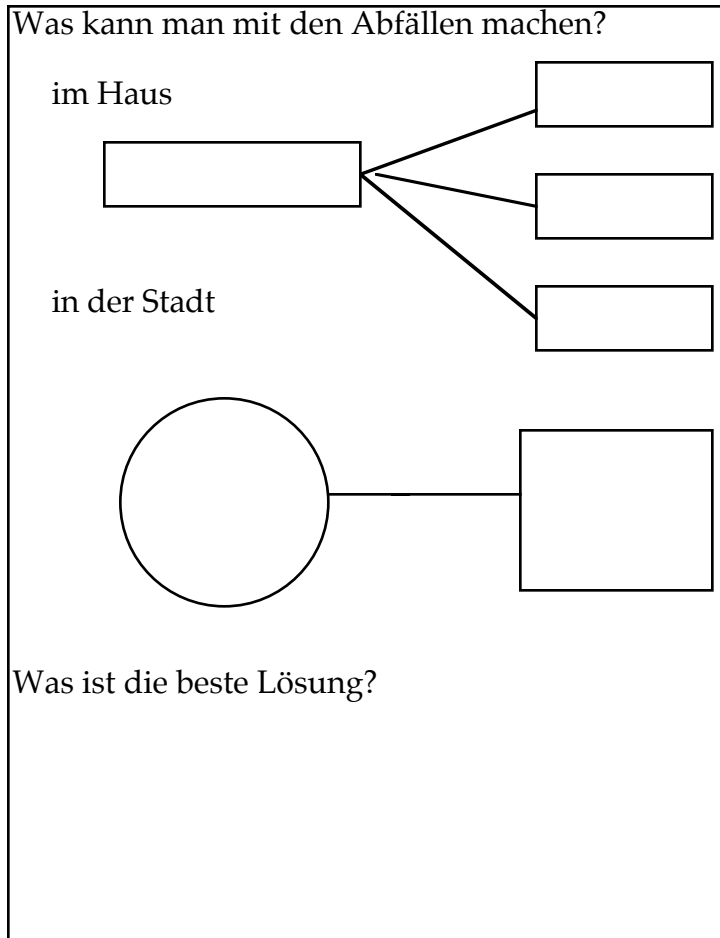 Was kann man mit den Abfällen machen?
im Haus
in der Stadt
Was ist die beste Lösung?